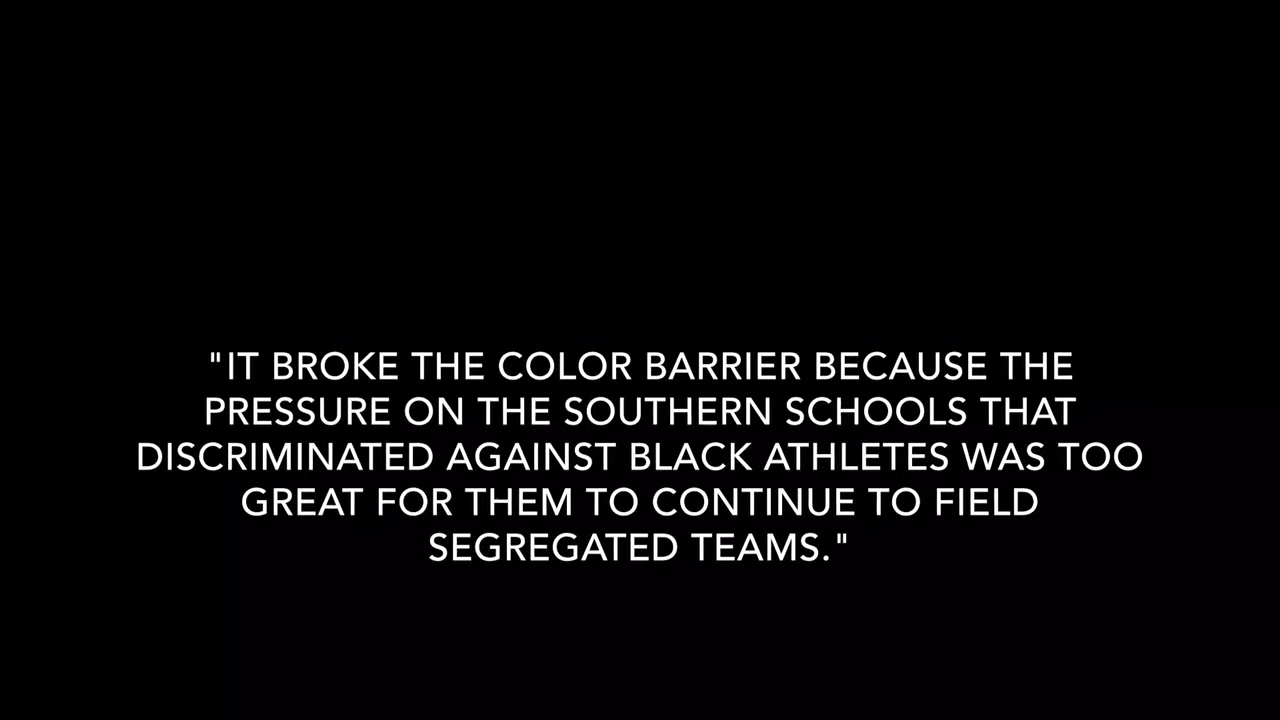 "IT BROKE THE COLOR BARRIER BECAUSE THE
PRESSURE ON THE SOUTHERN SCHOOLS THAT
DISCRIMINATED AGAINST BLACK ATHLETES WAS TOO
GREAT FOR THEM TO CONTINUE TO FIELD
SEGREGATED TEAMS."